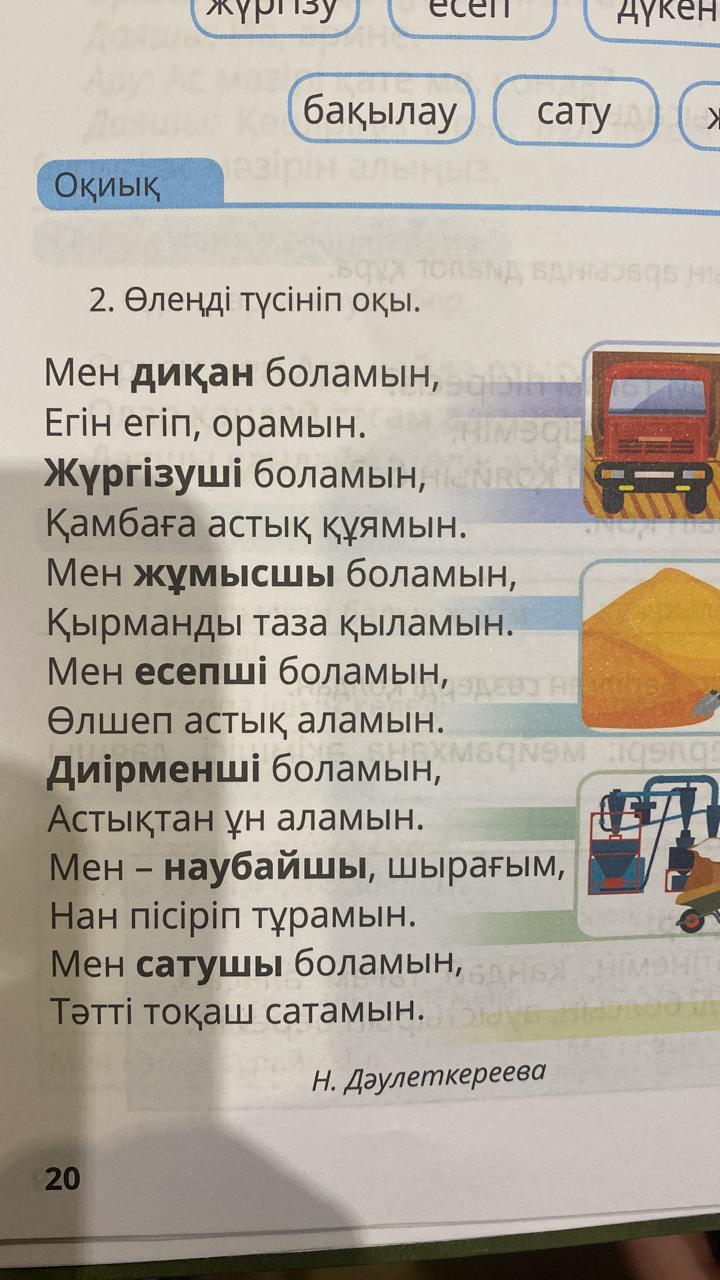 жүргізу есеп дүкен
бақылау сату
Оқиық
2. Өлеңді түсініп оқы.
Мен диқан боламын,
Егін егіп, орамын.
Жүргізуші боламын,
Қамбаға астық құямын.
Мен жұмысшы боламын,
Қырманды таза қыламын.
Мен есепші боламын,
Өлшеп астық аламын.
Диірменші боламын,
Астықтан ұн аламын.
Мен – наубайшы, шырағым,
Нан пісіріп тұрамын.
Мен сатушы боламын,
Тәтті тоқаш сатамын.
Н. Дәулеткереева
20